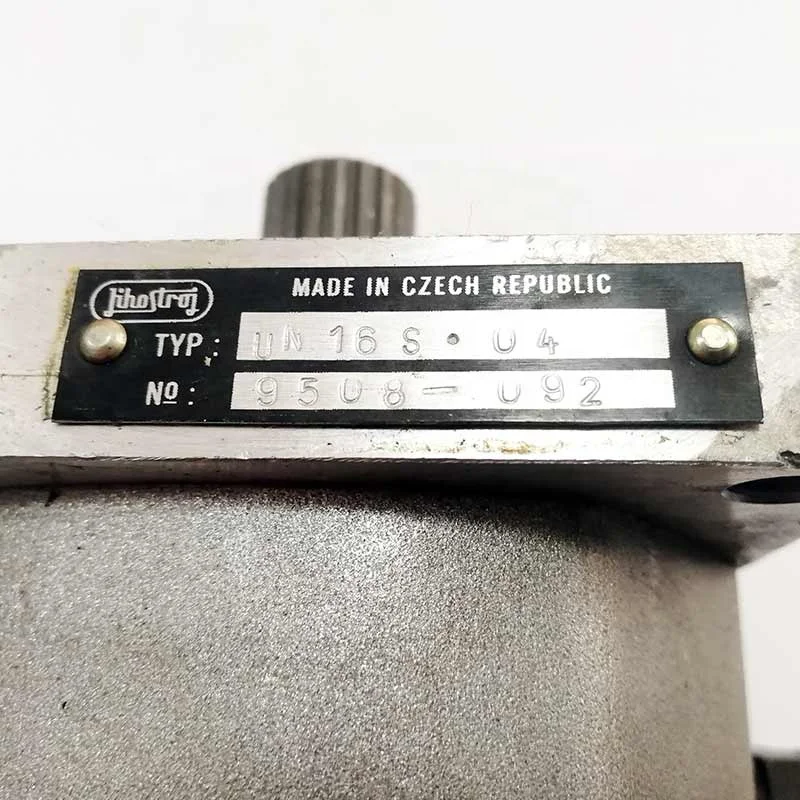 Jihostroj
MADE IN CZECH REPUBLIC
TYP: UN 16 S · 04
Nº: 9508-092